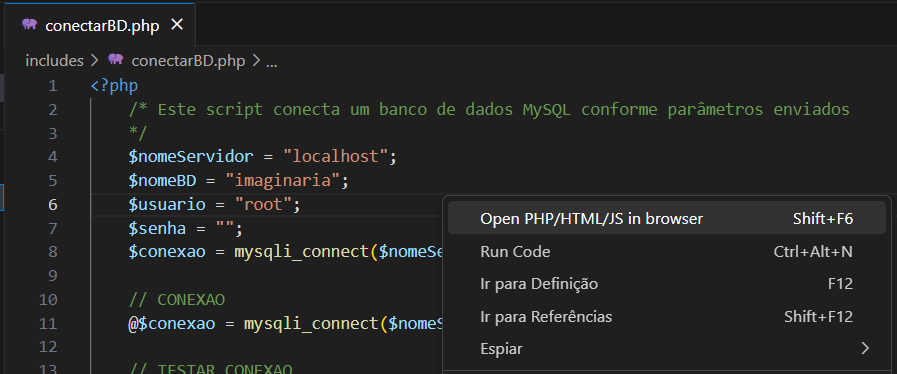 conectarBD.php
includes > conectarBD.php > ...
1 <?php
2 /* Este script conecta um banco de dados MySQL conforme parâmetros enviados
3 */
4 $nomeServidor = "localhost";
5 $nomeBD = "imaginaria";
6 $usuario = "root";
7 $senha = "";
8 $conexao = mysqli_connect($nomeSe
9
10 // CONEXAO
11 @$conexao = mysqli_connect($nomeS
12
13 // TESTAR CONEXAO
Open PHP/HTML/JS in browser Shift+F6
Run Code Ctrl+Alt+N
Ir para Definição F12
Ir para Referências Shift+F12
Espiar